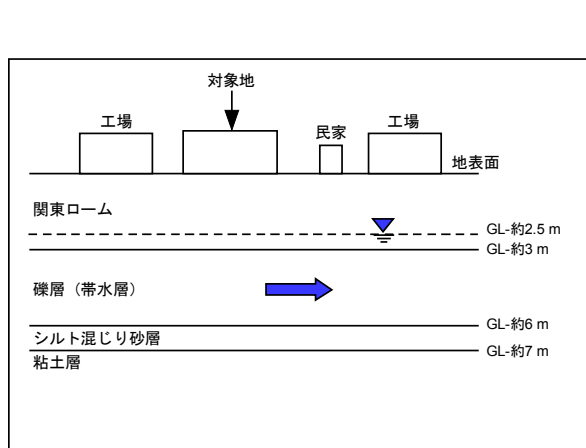 対象地
工場
民家
工場
地表面
関東ローム
GL-約2.5 m
GL-約3 m
礫層（帯水層）
GL-約6 m
シルト混じり砂層
GL-約7 m
粘土層